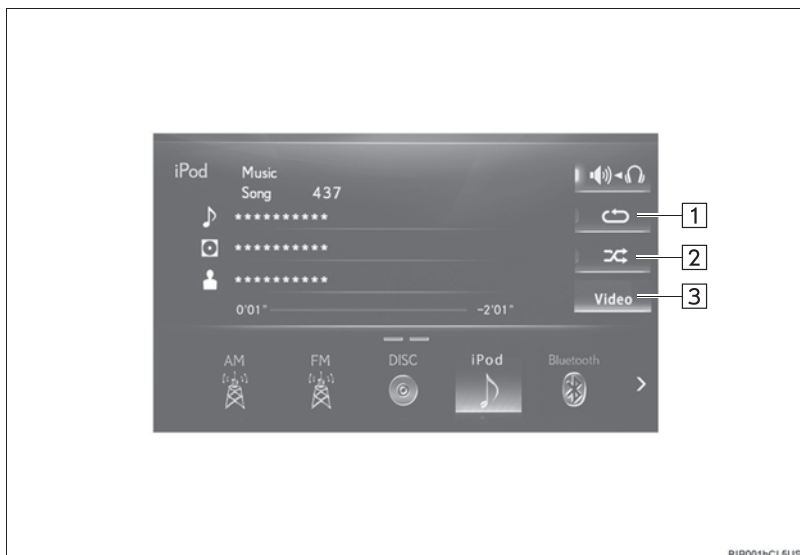 iPod
Music
Song 437
**********
**********
**********
0'01" -2'01"
1
2
Video 3
AM FM DISC iPod Bluetooth